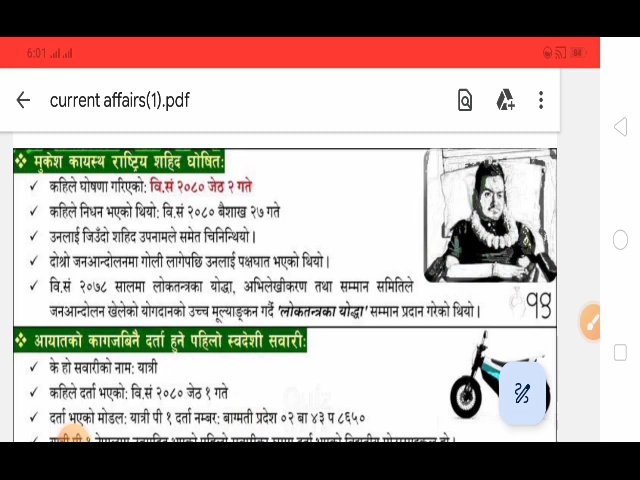 6:01
84
current affairs(1).pdf
❖ मुकेश कायस्थ राष्ट्रिय शहिद घोषित:
✓ कहिले घोषणा गरिएको: वि.सं २०८० जेठ २ गते
✓ कहिले निधन भएको थियो: वि.सं २०८० बैशाख २७ गते
✓ उनलाई जिउँदो शहिद उपनामले समेत चिनिन्थियो।
✓ दोश्रो जनआन्दोलनमा गोली लागेपछि उनलाई पक्षघात भएको थियो।
✓ वि.सं २०७८ सालमा लोकतन्त्रका योद्धा, अभिलेखीकरण तथा सम्मान समितिले
जनआन्दोलन खेलेको योगदानको उच्च मूल्याङ्कन गर्दै 'लोकतन्त्रका योद्धा' सम्मान प्रदान गरेको थियो।
❖ आयातको कागजबिनै दर्ता हुने पहिलो स्वदेशी सवारी:
✓ के हो सवारीको नाम: यात्री
✓ कहिले दर्ता भएको: वि.सं २०८० जेठ १ गते
✓ दर्ता भएको मोडल: यात्री पी १ दर्ता नम्बर: बाग्मती प्रदेश ०२ बा ४३ प ८६५०